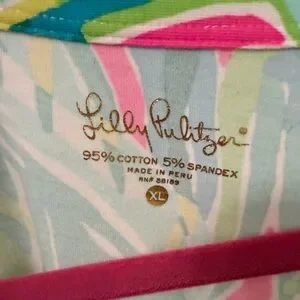 Lilly Pulitzer®
95% COTTON 5% SPANDEX
MADE IN PERU
RN# 58189
XL